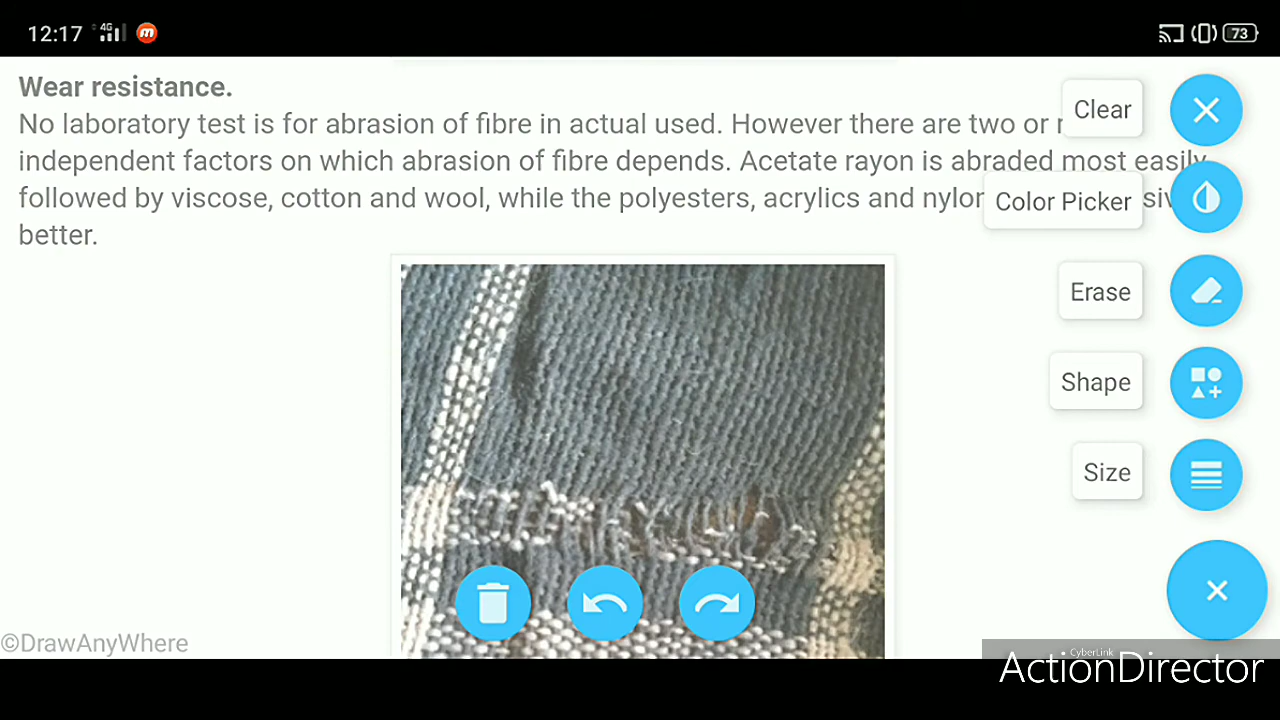 12:17 4G 73
Wear resistance.
No laboratory test is for abrasion of fibre in actual used. However there are two or
independent factors on which abrasion of fibre depends. Acetate rayon is abraded most easily
followed by viscose, cotton and wool, while the polyesters, acrylics and
better.
Clear
Color Picker
Erase
Shape
Size
©DrawAnyWhere
CyberLink
ActionDirector